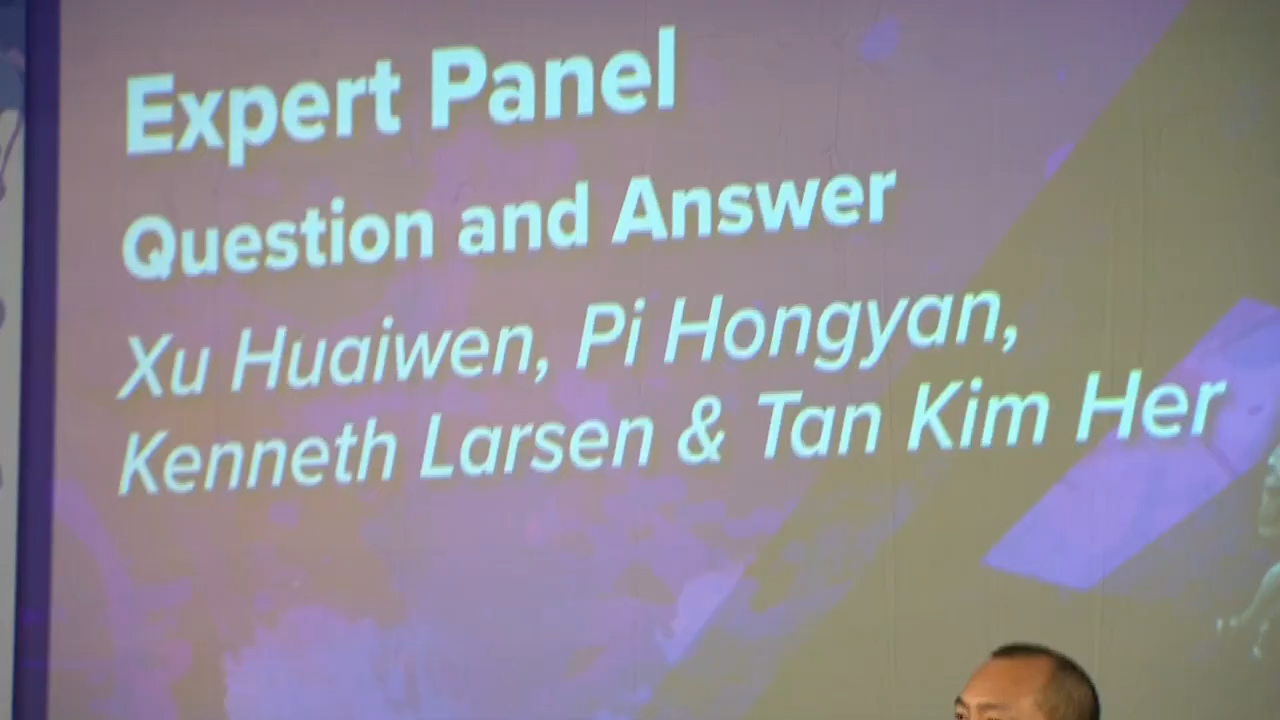 Expert Panel
Question and Answer
Xu Huaiwen, Pi Hongyan,
Kenneth Larsen & Tan Kim Her